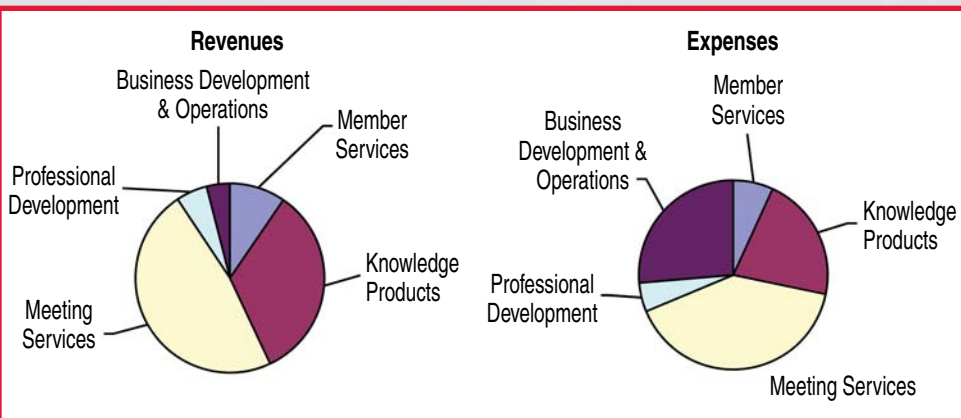 Revenues
Business Development
& Operations
Member
Services
Professional
Development
Knowledge
Products
Meeting
Services
Expenses
Member
Services
Business
Development &
Operations
Knowledge
Products
Professional
Development
Meeting Services